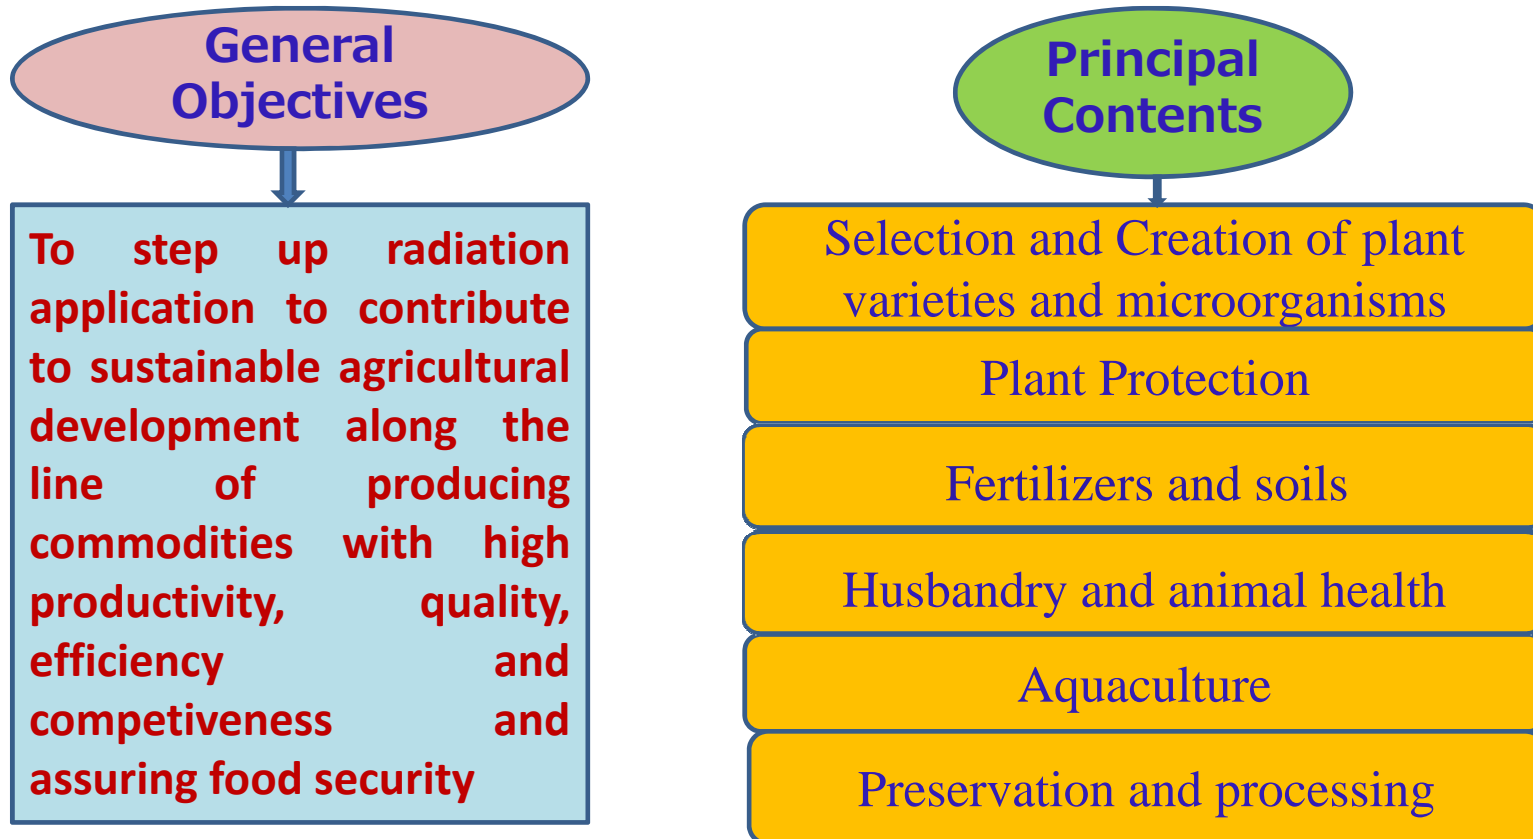 General
Objectives
To step up radiation
application to contribute
to sustainable agricultural
development along the
line of producing
commodities with high
productivity, quality,
efficiency and
competiveness and
assuring food security
Principal
Contents
Selection and Creation of plant
varieties and microorganisms
Plant Protection
Fertilizers and soils
Husbandry and animal health
Aquaculture
Preservation and processing